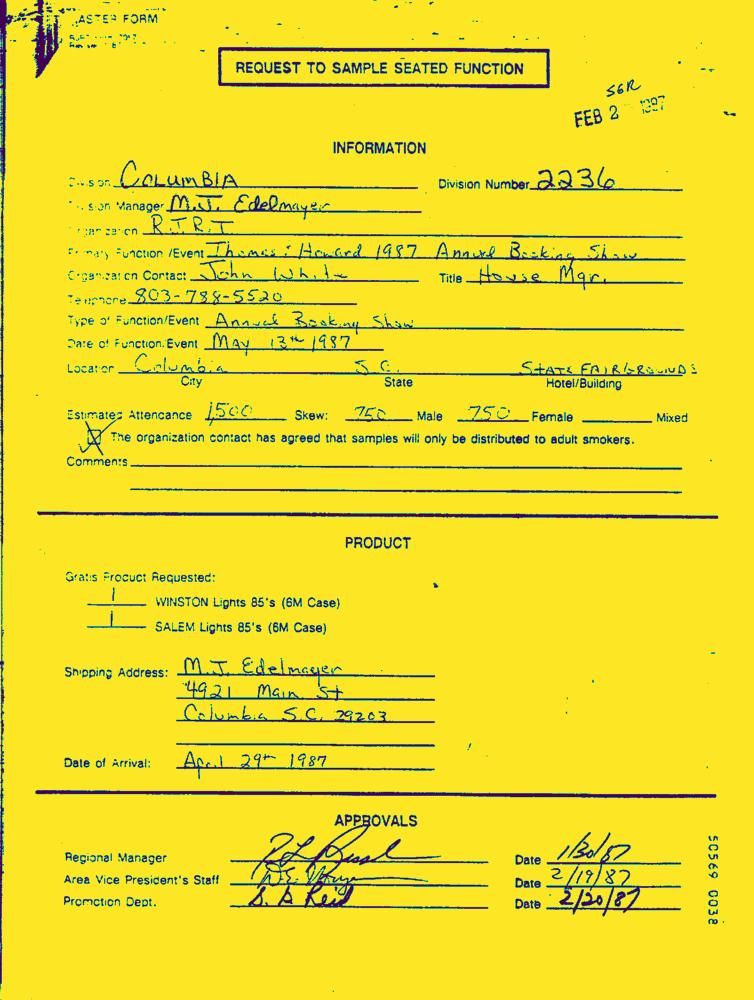 ASTER FORM
REQUEST TO SAMPLE SEATED FUNCTION
SGR
FEB 2 1987
INFORMATION
Division COLUMBIA Division Number 2236
Division Manager M.J. Edelmayer
Organization R.J.R.T.
Primary Function /Event Thomas : Howard 1987 Annual Booking Show
Organization Contact John White Title House Mgr.
Telephone 803-788-5520
Type of Function/Event Annual Booking Show
Date of Function/Event MAY 13th 1987
Location Columbia S.C. STATE FAIRGROUNDS
City State Hotel/Building
Estimated Attendance 1,500 Skew: 750 Male 750 Female Mixed
The organization contact has agreed that samples will only be distributed to adult smokers.
Comments
PRODUCT
Gratis Product Requested:
1 WINSTON Lights 85's (6M Case)
1 SALEM Lights 85's (6M Case)
Shipping Address: M.J. Edelmayer
4921 Main St
Columbia S.C. 29203
Date of Arrival: April 29th 1987
APPROVALS
Regional Manager Date 1/30/87
Area Vice President's Staff Date 2/19/87
Promotion Dept. S. B Reid Date 2/20/87
50569 0038